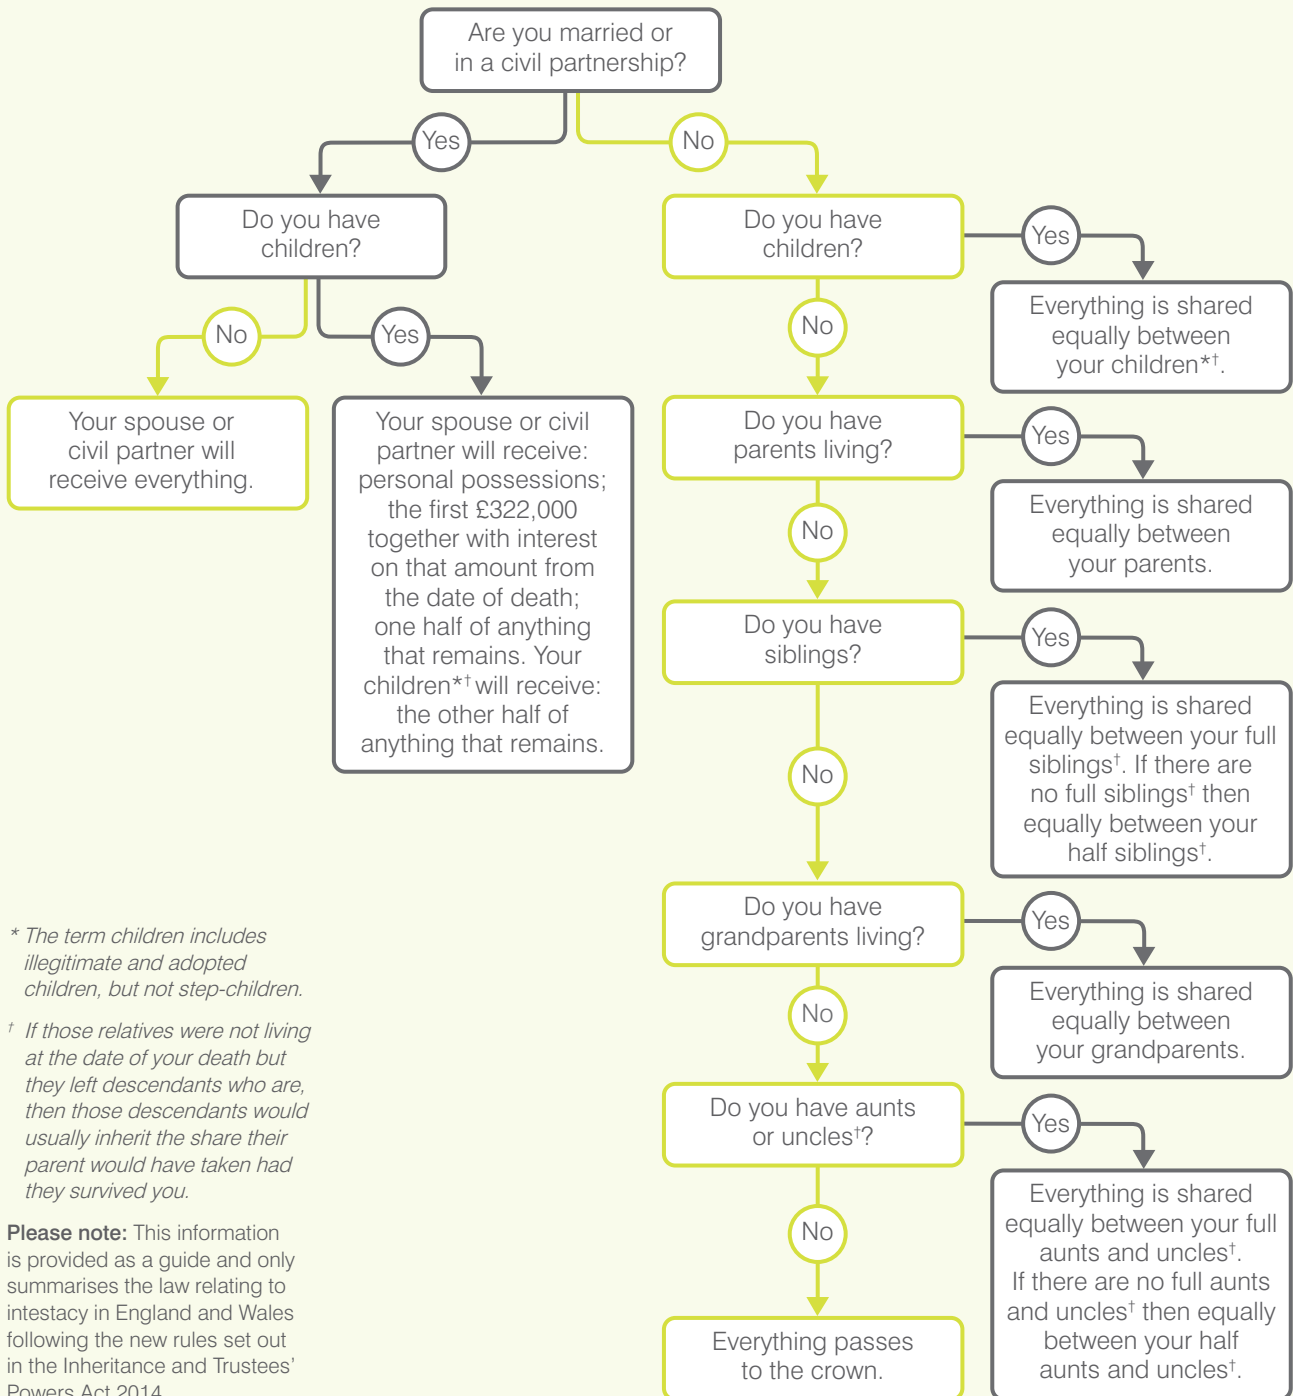 Are you married or
in a civil partnership?
Yes
No
Do you have
children?
Do you have
children?
Yes
No
Yes
No
Everything is shared
equally between
your children*†.
Your spouse or
civil partner will
receive everything.
Your spouse or civil
partner will receive:
personal possessions;
the first £322,000
together with interest
on that amount from
the date of death;
one half of anything
that remains. Your
children*† will receive:
the other half of
anything that remains.
Do you have
parents living?
Yes
No
Everything is shared
equally between
your parents.
Do you have
siblings?
Yes
No
Everything is shared
equally between your full
siblings†. If there are
no full siblings† then
equally between your
half siblings†.
Do you have
grandparents living?
Yes
No
Everything is shared
equally between
your grandparents.
Do you have aunts
or uncles†?
Yes
No
Everything is shared
equally between your full
aunts and uncles†.
If there are no full aunts
and uncles† then equally
between your half
aunts and uncles†.
Everything passes
to the crown.
* The term children includes
illegitimate and adopted
children, but not step-children.
† If those relatives were not living
at the date of your death but
they left descendants who are,
then those descendants would
usually inherit the share their
parent would have taken had
they survived you.
Please note: This information
is provided as a guide and only
summarises the law relating to
intestacy in England and Wales
following the new rules set out
in the Inheritance and Trustees'
Powers Act 2014